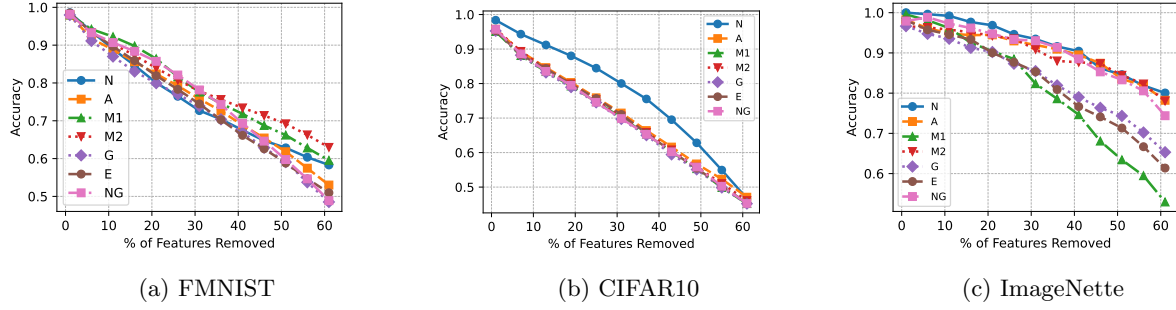 1.0
0.9
0.8
0.7
0.6
0.5
Accuracy
N
A
M1
M2
G
E
NG
0 10 20 30 40 50 60
% of Features Removed
(a) FMNIST
1.0
0.9
0.8
0.7
0.6
0.5
Accuracy
N
A
M1
M2
G
E
NG
0 10 20 30 40 50 60
% of Features Removed
(b) CIFAR10
1.0
0.9
0.8
0.7
0.6
Accuracy
N
A
M1
M2
G
E
NG
0 10 20 30 40 50 60
% of Features Removed
(c) ImageNette